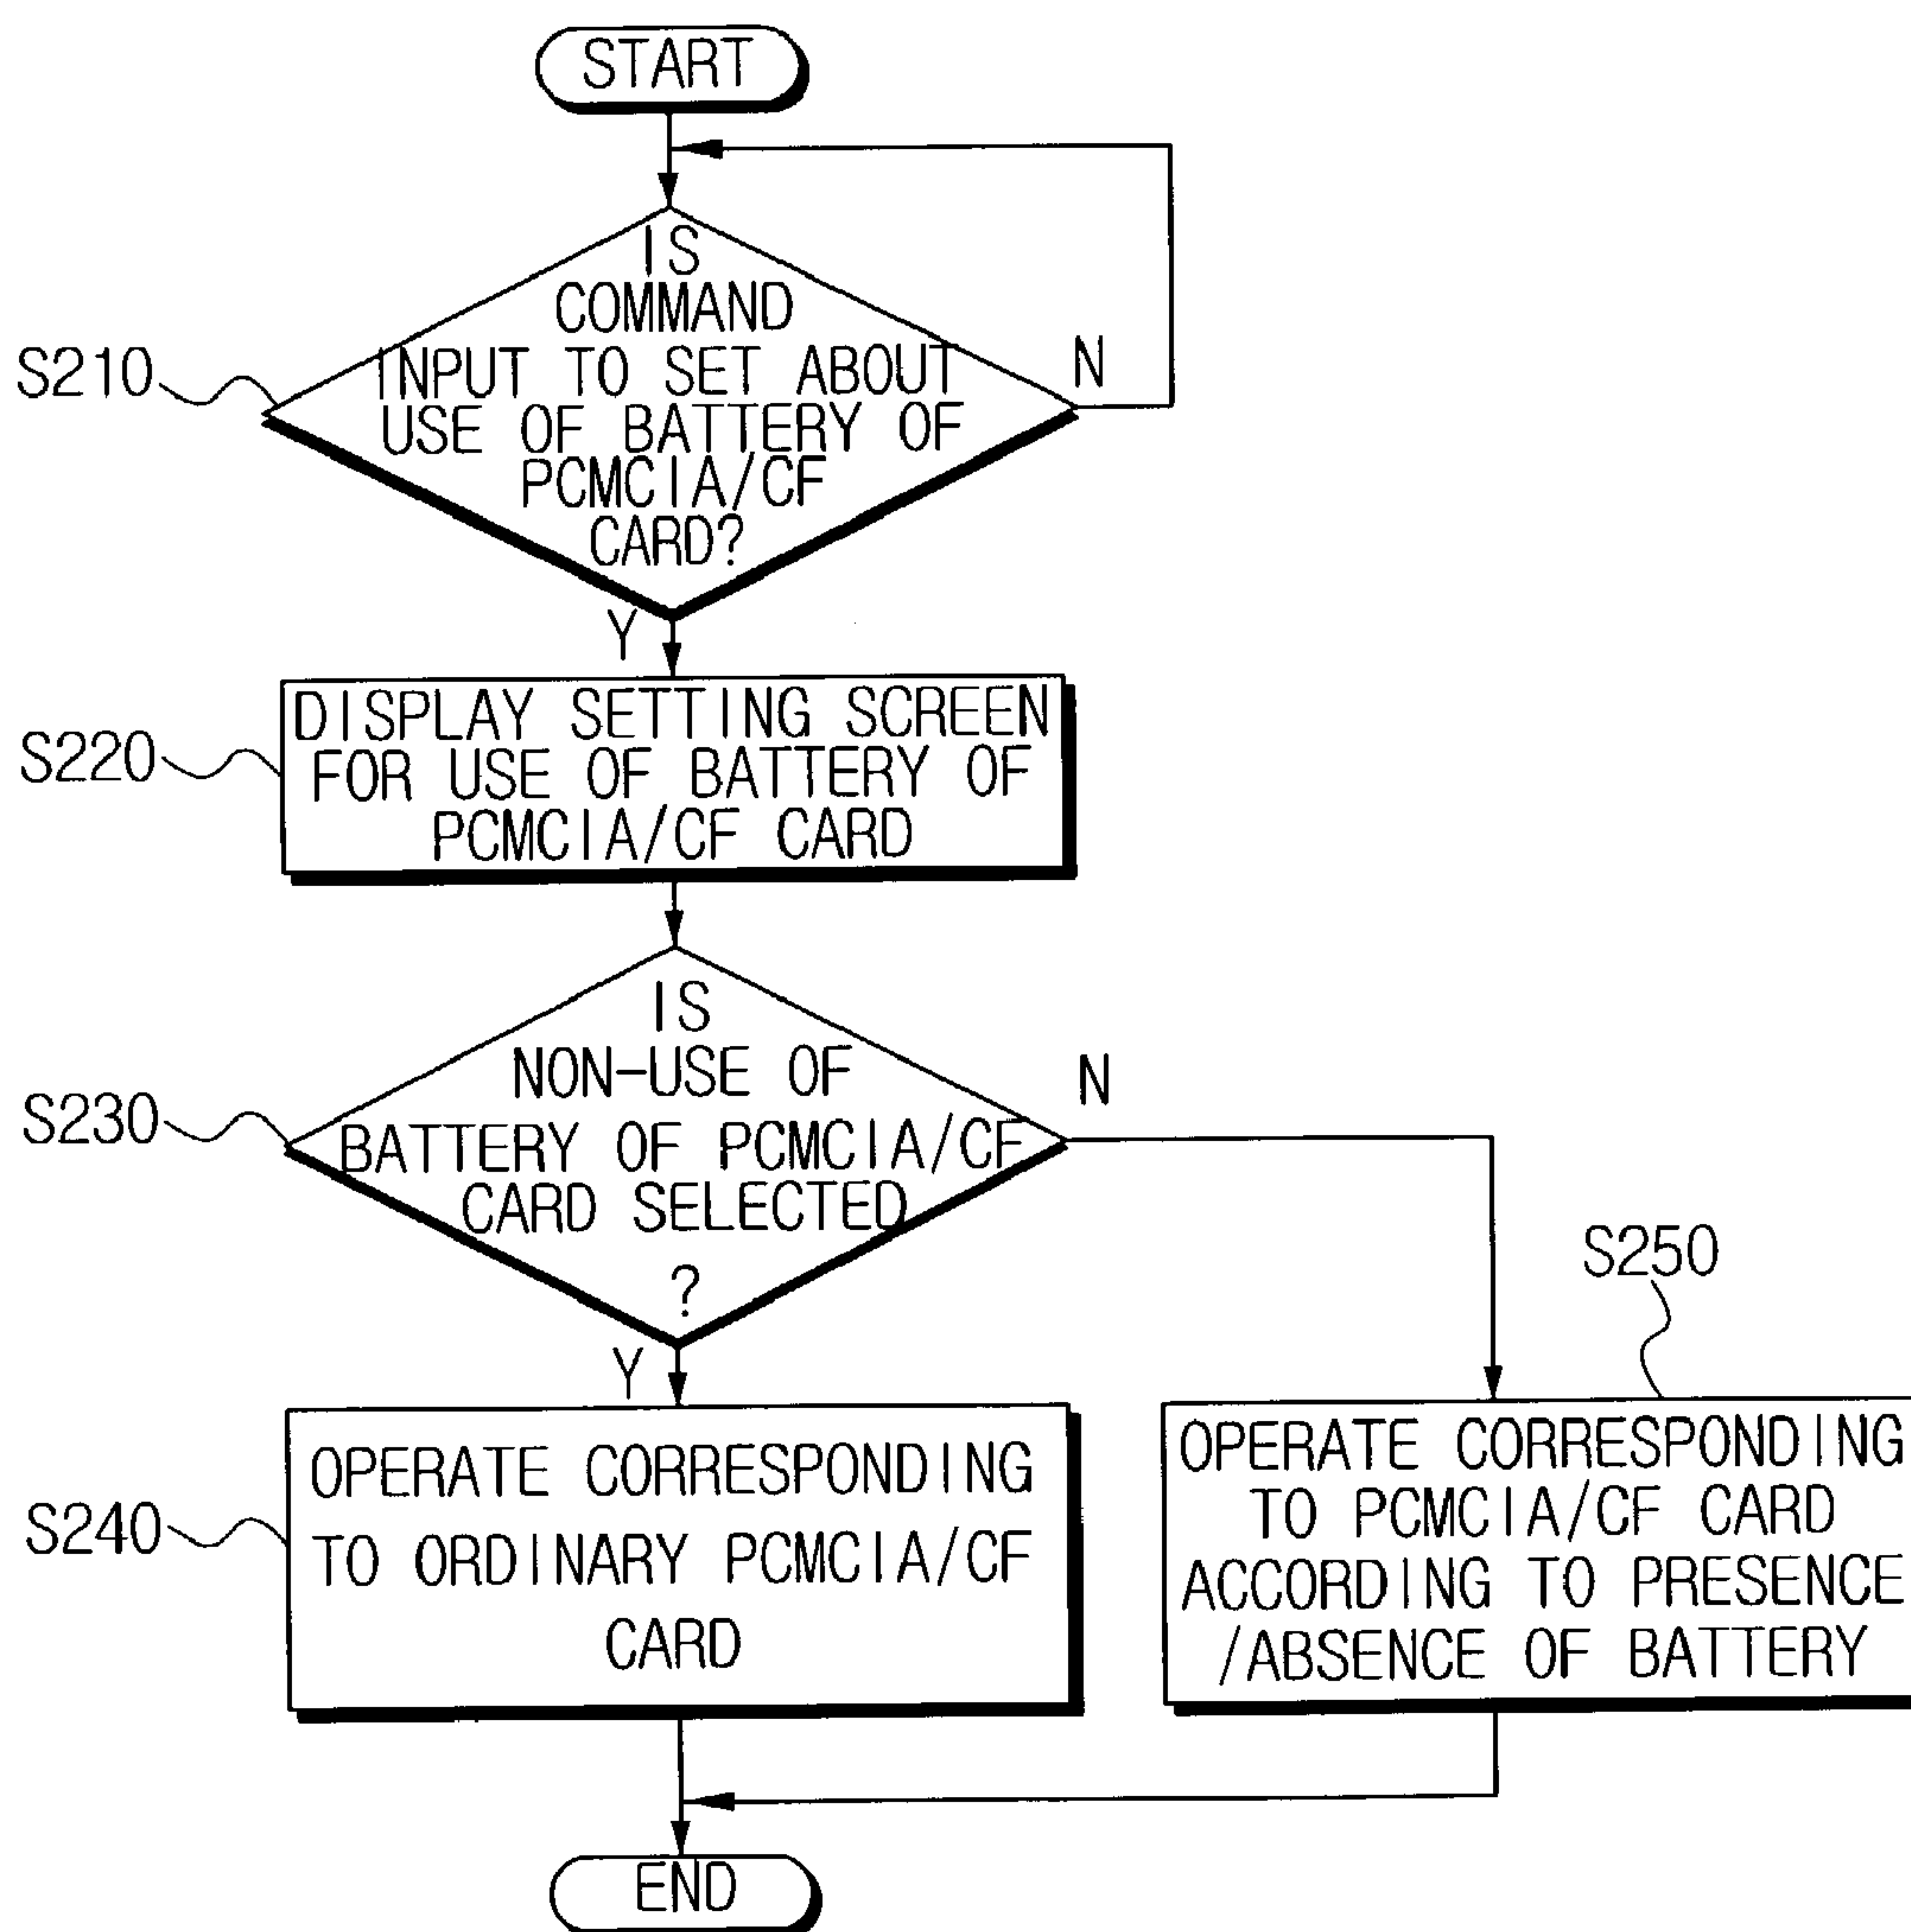 START
IS
COMMAND
INPUT TO SET ABOUT
USE OF BATTERY OF
PCMCIA/CF
CARD?
N
S210
Y
DISPLAY SETTING SCREEN
FOR USE OF BATTERY OF
PCMCIA/CF CARD
S220
IS
NON-USE OF
BATTERY OF PCMCIA/CF
CARD SELECTED
?
N
S230
Y
S250
OPERATE CORRESPONDING
TO ORDINARY PCMCIA/CF
CARD
S240
OPERATE CORRESPONDING
TO PCMCIA/CF CARD
ACCORDING TO PRESENCE
/ABSENCE OF BATTERY
END